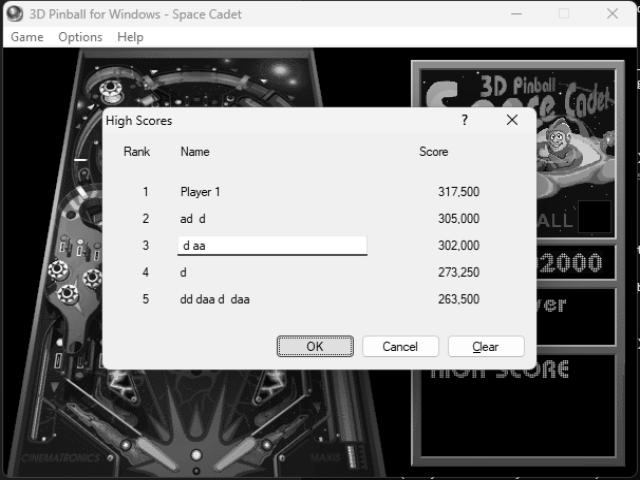 3D Pinball for Windows - Space Cadet
Game Options Help
3D Pinball
Space Cadet
High Scores
?
Rank Name Score
1 Player 1 317,500
2 ad  d 305,000
3 d aa 302,000
4 d 273,250
5 dd daa d  daa 263,500
OK Cancel Clear
ALL
2000
HIGH SCORE
CINEMATRONICS
MAXIS